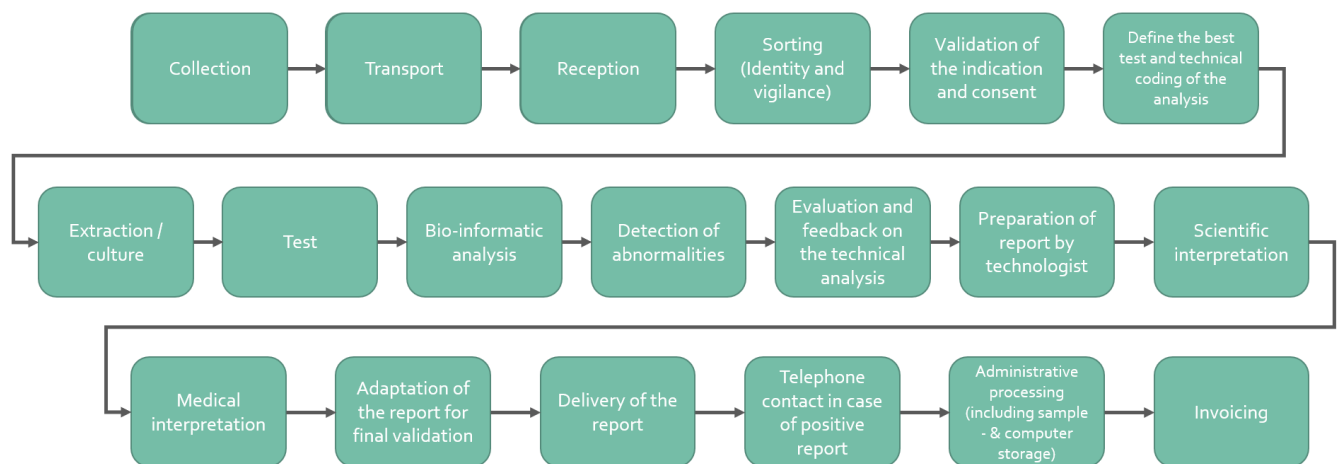 Collection
Transport
Reception
Sorting
(Identity and
vigilance)
Validation of
the indication
and consent
Define the best
test and technical
coding of the
analysis
Extraction /
culture
Test
Bio-informatic
analysis
Detection of
abnormalities
Evaluation and
feedback on
the technical
analysis
Preparation of
report by
technologist
Scientific
interpretation
Medical
interpretation
Adaptation of
the report for
final validation
Delivery of the
report
Telephone
contact in case
of positive
report
Administrative
processing
(including sample
- & computer
storage)
Invoicing